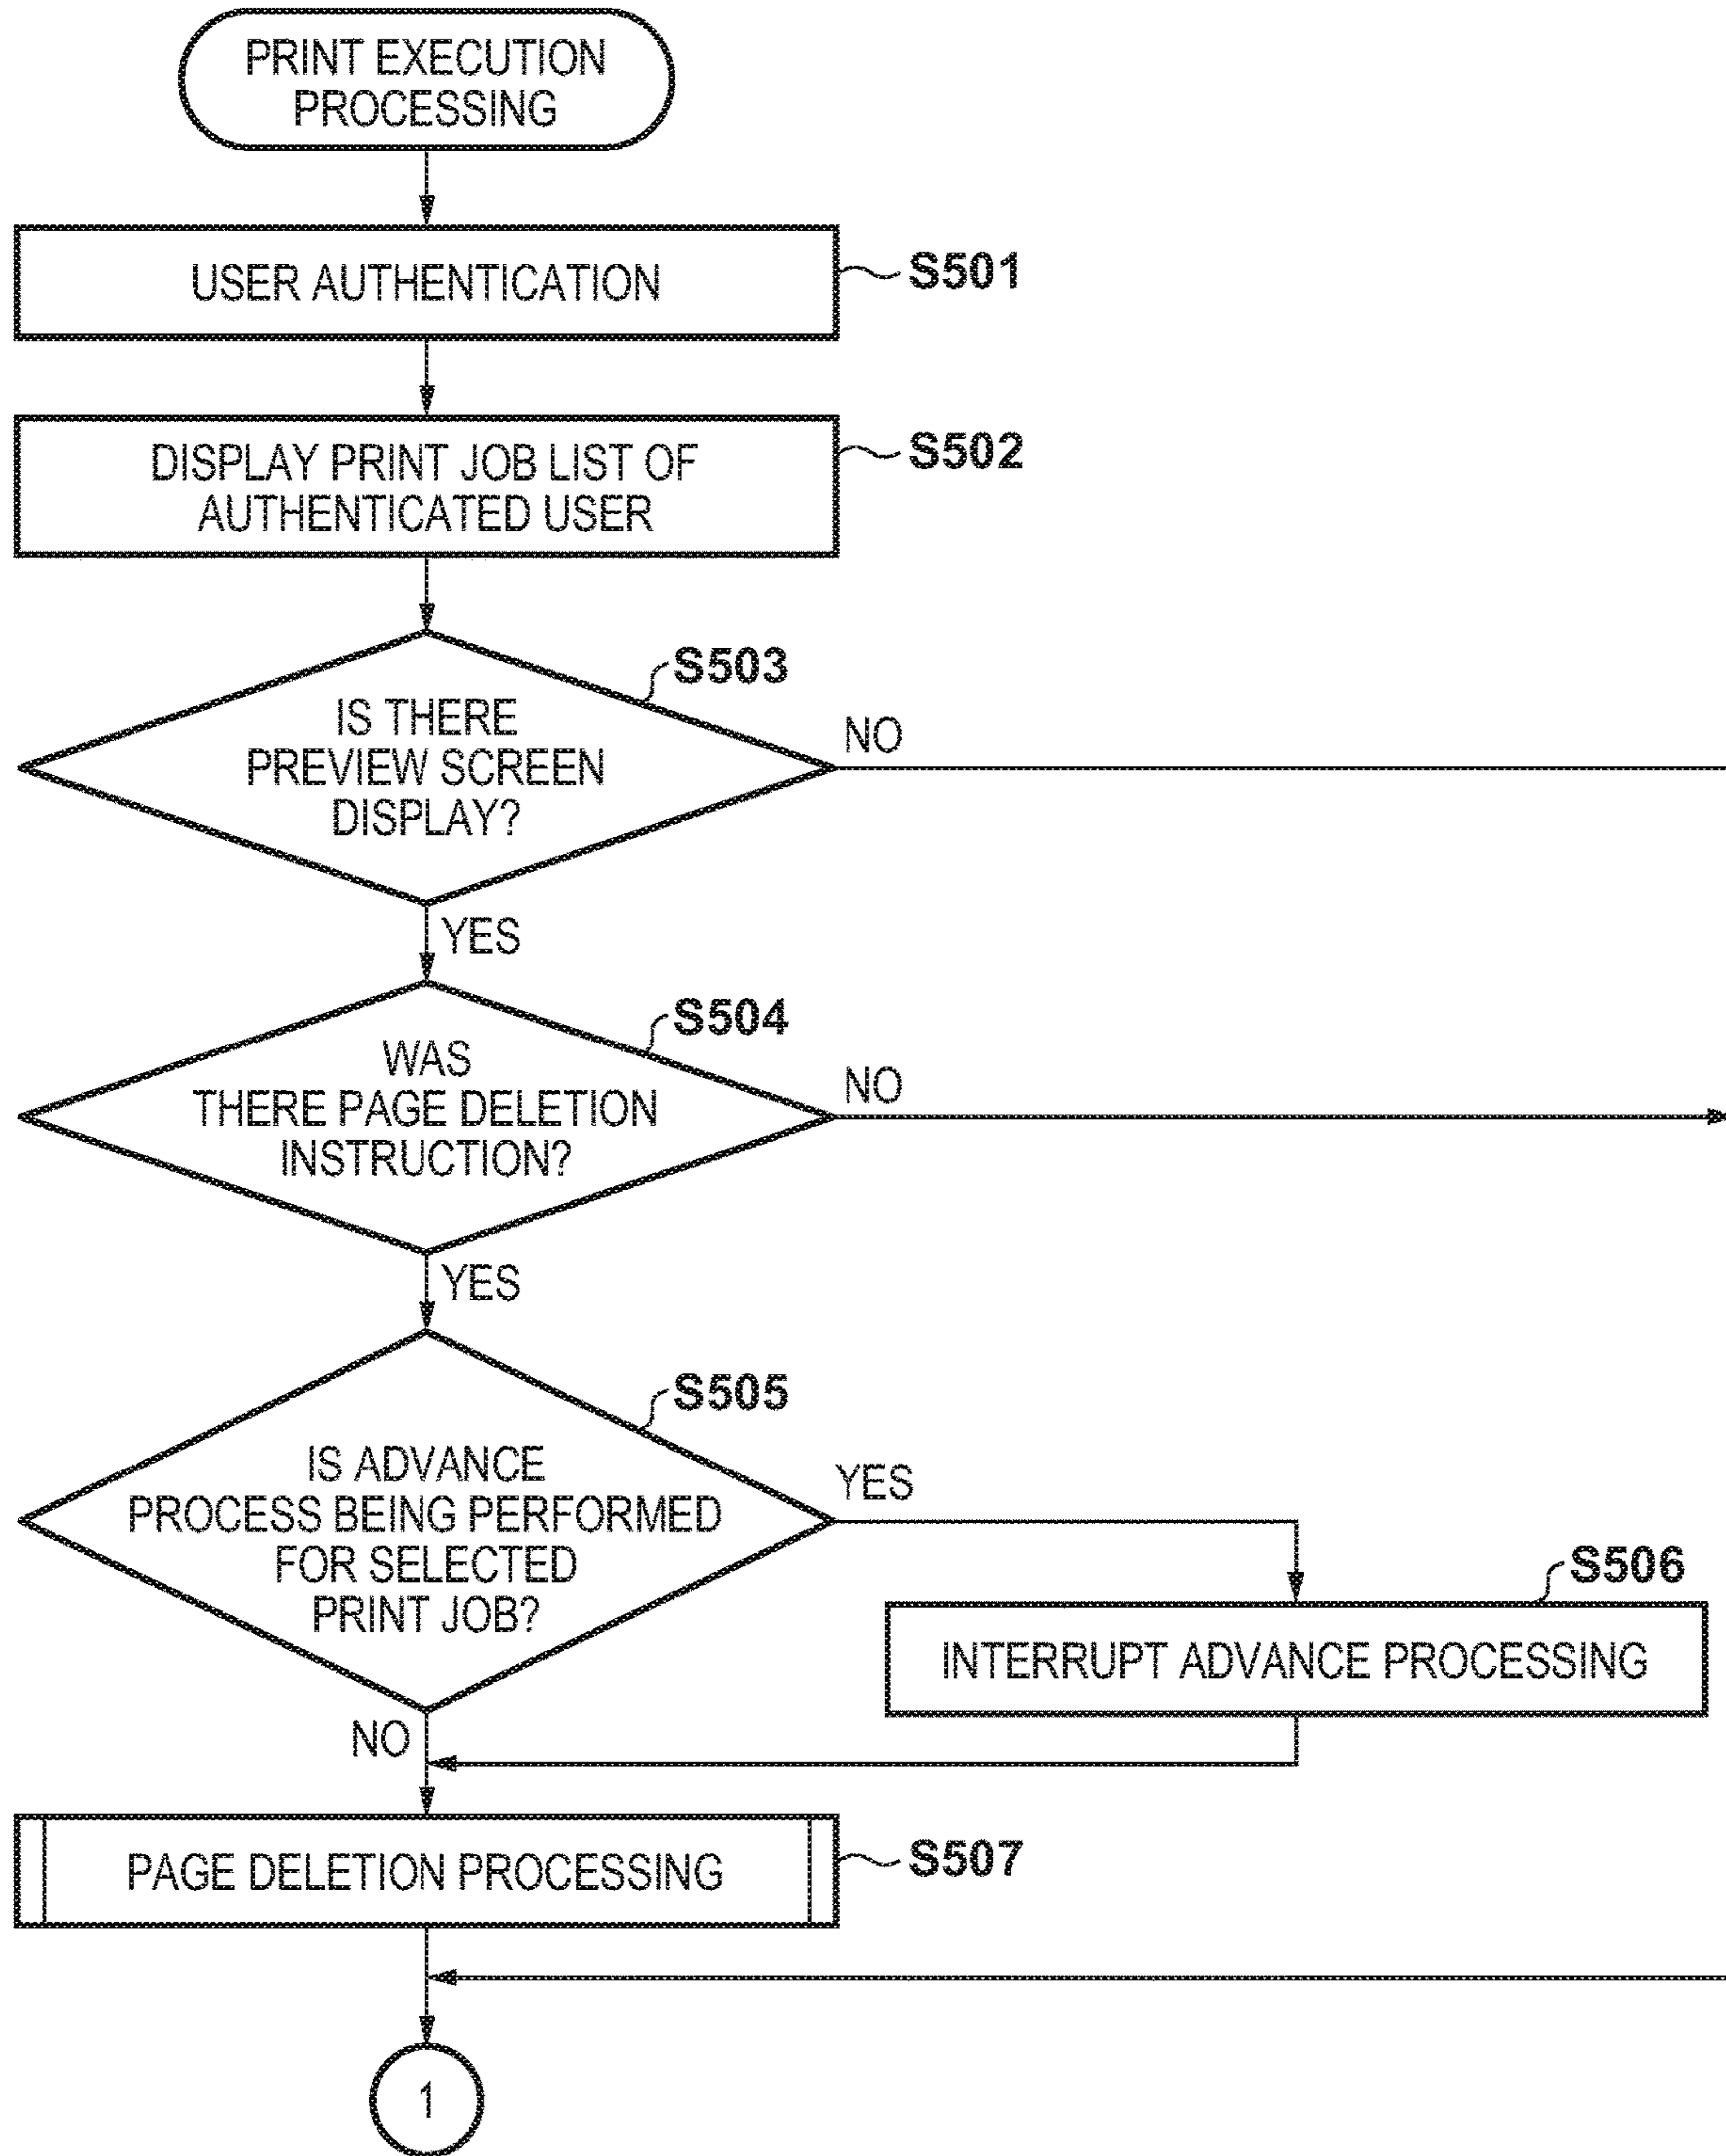 PRINT EXECUTION
PROCESSING
USER AUTHENTICATION
S501
DISPLAY PRINT JOB LIST OF
AUTHENTICATED USER
S502
S503
IS THERE
PREVIEW SCREEN
DISPLAY?
NO
YES
S504
WAS
THERE PAGE DELETION
INSTRUCTION?
NO
YES
S505
IS ADVANCE
PROCESS BEING PERFORMED
FOR SELECTED
PRINT JOB?
YES
S506
INTERRUPT ADVANCE PROCESSING
NO
PAGE DELETION PROCESSING
S507
1